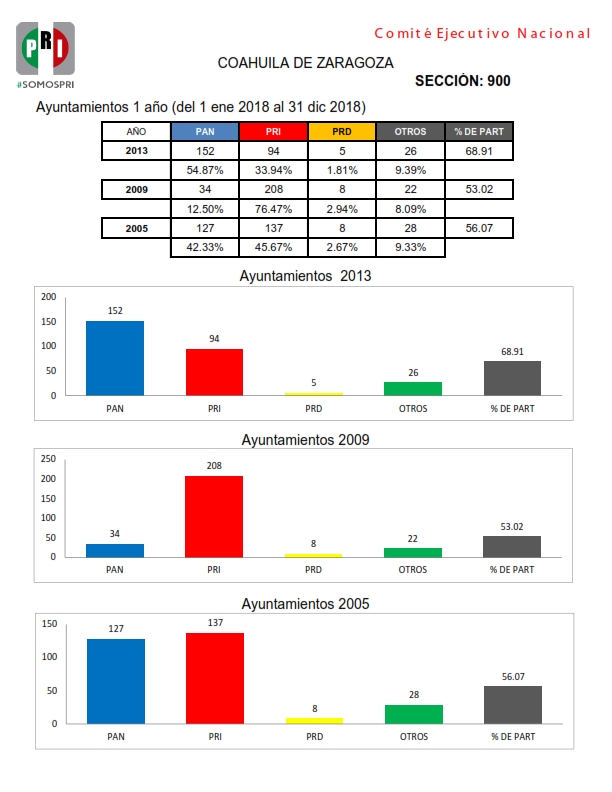 Comité Ejecutivo Nacional
PRI
#SOMOSPRI
COAHUILA DE ZARAGOZA
SECCIÓN: 900
Ayuntamientos 1 año (del 1 ene 2018 al 31 dic 2018)
AÑO PAN PRI PRD OTROS % DE PART
2013 152 94 5 26 68.91
54.87% 33.94% 1.81% 9.39%
2009 34 208 8 22 53.02
12.50% 76.47% 2.94% 8.09%
2005 127 137 8 28 56.07
42.33% 45.67% 2.67% 9.33%
Ayuntamientos 2013
200
150
100
50
0
152
94
5
26
68.91
PAN PRI PRD OTROS % DE PART
Ayuntamientos 2009
250
200
150
100
50
0
34
208
8
22
53.02
PAN PRI PRD OTROS % DE PART
Ayuntamientos 2005
150
100
50
0
127
137
8
28
56.07
PAN PRI PRD OTROS % DE PART